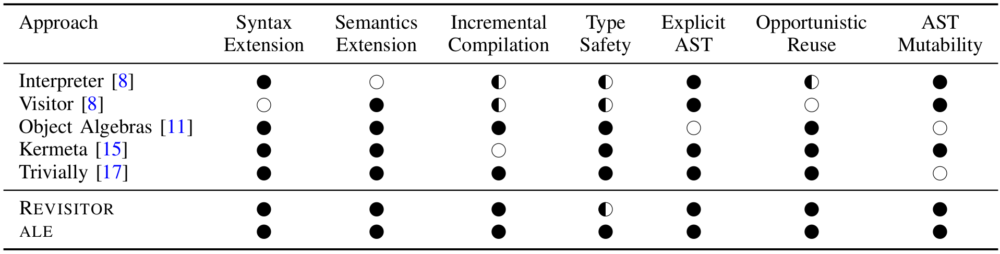 Approach Syntax Semantics Incremental Type Explicit Opportunistic AST
Extension Extension Compilation Safety AST Reuse Mutability
Interpreter [8] ● ○ ◐ ◐ ● ◐ ●
Visitor [8] ○ ● ◐ ◐ ● ○ ●
Object Algebras [11] ● ● ● ● ○ ● ○
Kermeta [15] ● ● ○ ● ● ● ●
Trivially [17] ● ● ● ● ● ● ○
REVISITOR ● ● ● ◐ ● ● ●
ALE ● ● ● ● ● ● ●